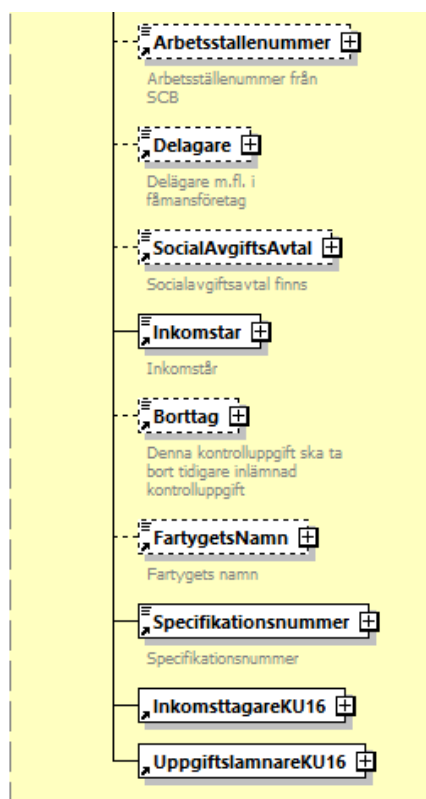 Arbetsstallenummer
Arbetsställenummer från
SCB
Delagare
Delägare m.fl. i
fåmansföretag
SocialAvgiftsAvtal
Socialavgiftsavtal finns
Inkomstar
Inkomstår
Borttag
Denna kontrolluppgift ska ta
bort tidigare inlämnad
kontrolluppgift
FartygetsNamn
Fartygets namn
Specifikationsnummer
Specifikationsnummer
InkomsttagareKU16
UppgiftslamnareKU16